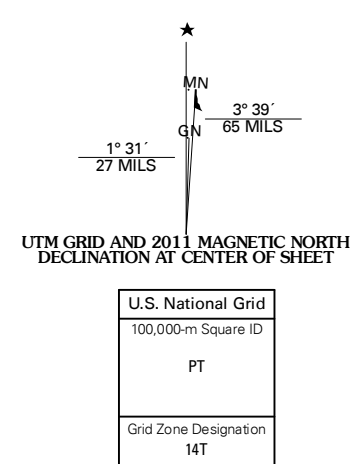 ★
MN
3° 39´
65 MILS
GN
1° 31´
27 MILS
UTM GRID AND 2011 MAGNETIC NORTH
DECLINATION AT CENTER OF SHEET
U.S. National Grid
100,000-m Square ID
PT
Grid Zone Designation
14T